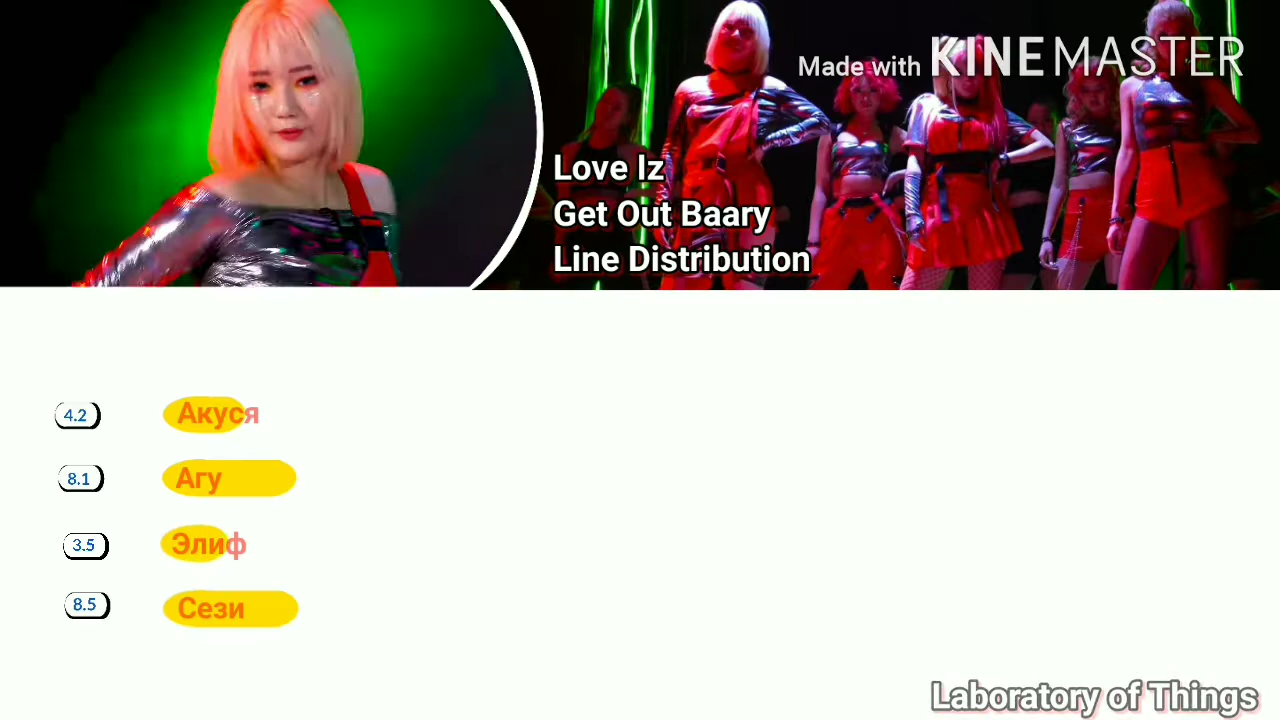 Made with KINEMASTER
Love Iz
Get Out Baary
Line Distribution
4.2 Акуся
8.1 Агу
3.5 Элиф
8.5 Сези
Laboratory of Things